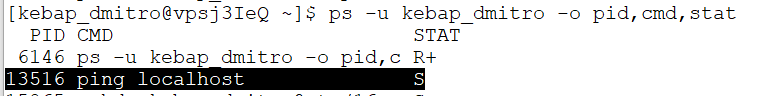 [kebap_dmitro@vpsj3IeQ ~]$ ps -u kebap_dmitro -o pid,cmd,stat
PID CMD STAT
6146 ps -u kebap_dmitro -o pid,c R+
13516 ping localhost S